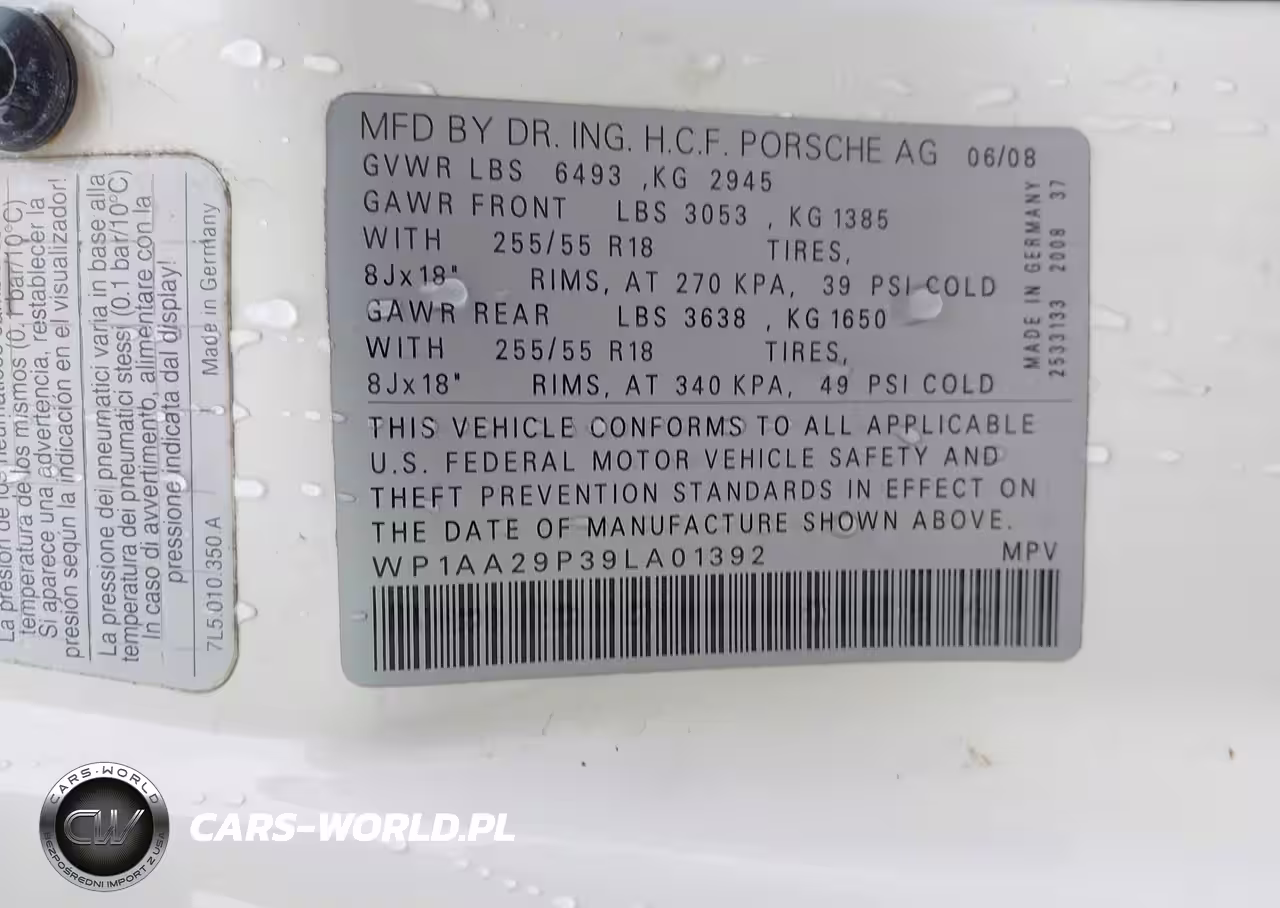 MFD BY DR. ING. H.C.F. PORSCHE AG 06/08
GVWR LBS 6493 ,KG 2945
GAWR FRONT LBS 3053 , KG 1385
WITH 255/55 R18 TIRES,
8Jx18" RIMS, AT 270 KPA, 39 PSI COLD
GAWR REAR LBS 3638 , KG 1650
WITH 255/55 R18 TIRES,
8Jx18" RIMS, AT 340 KPA, 49 PSI COLD
MADE IN GERMANY
2533133 2008 37
THIS VEHICLE CONFORMS TO ALL APPLICABLE
U.S. FEDERAL MOTOR VEHICLE SAFETY AND
THEFT PREVENTION STANDARDS IN EFFECT ON
THE DATE OF MANUFACTURE SHOWN ABOVE.
WP1AA29P39LA01392 MPV
temperatura de los mismos (0.1 bar/10°C)
Si aparece una advertencia, restablecer la
presión según la indicación en el visualizador!
La pressione dei pneumatici varia in base alla
temperatura dei pneumatici stessi (0.1 bar/10°C)
In caso di avvertimento, alimentare con la
pressione indicata dal display!
7L5.010.350.A Made in Germany
CARS-WORLD
CW
BEZPOŚREDNI IMPORT Z USA
CARS-WORLD.PL